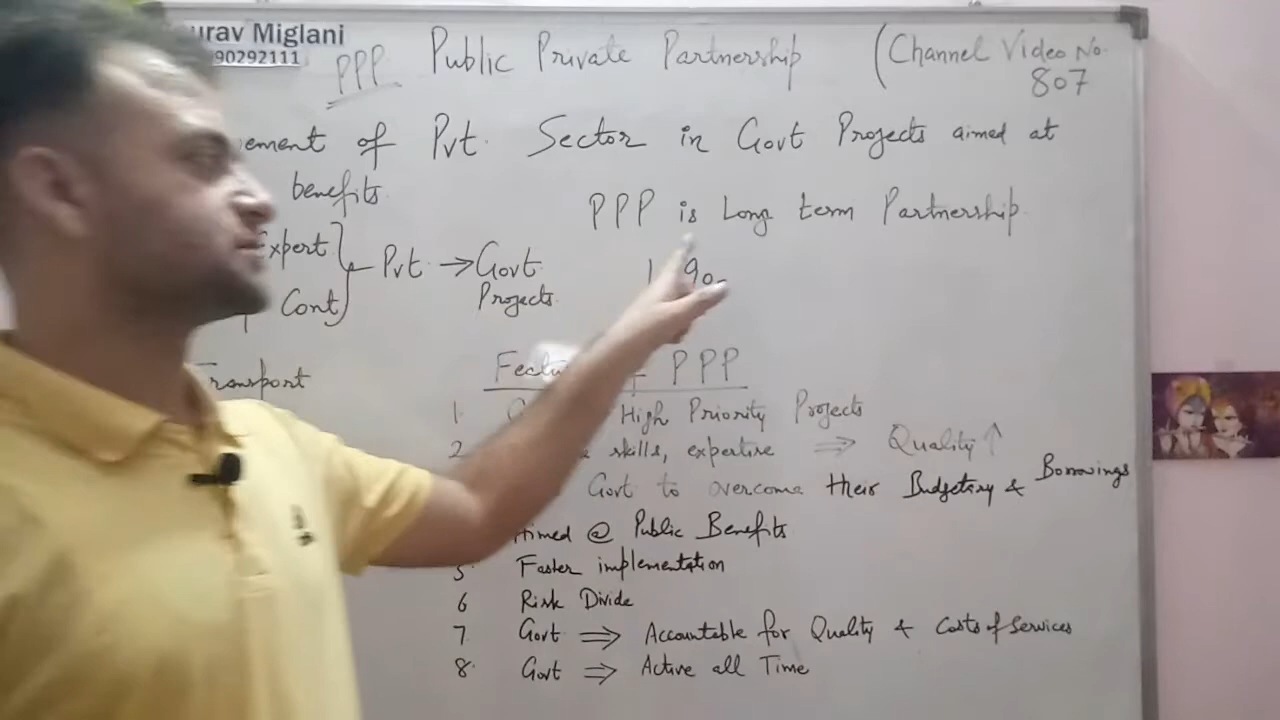 urav Miglani
90292111
PPP Public Private Partnership (Channel Video No. 807
ement of Pvt. Sector in Govt Projects aimed at
benefits
PPP is Long term Partnership
xpert
Cont
Pvt → Govt Projects
90
Transport
PPP
1 High Priority Projects
2 skills, expertise ⇒ Quality ↑
Govt to overcome their Budgetry & Borrowings
Aimed @ Public Benefits
5 Faster implementation
6 Risk Divide
7 Govt ⇒ Accountable for Quality & Costs of Services
8 Govt ⇒ Active all Time